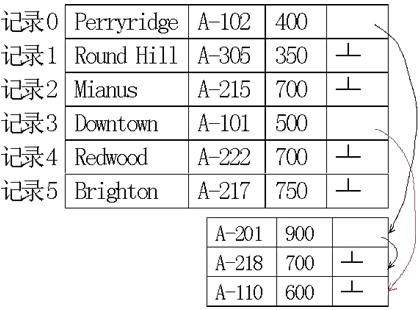 记录0 Perryridge A-102 400
记录1 Round Hill A-305 350 ┴
记录2 Mianus A-215 700 ┴
记录3 Downtown A-101 500
记录4 Redwood A-222 700 ┴
记录5 Brighton A-217 750 ┴
A-201 900
A-218 700 ┴
A-110 600 ┴